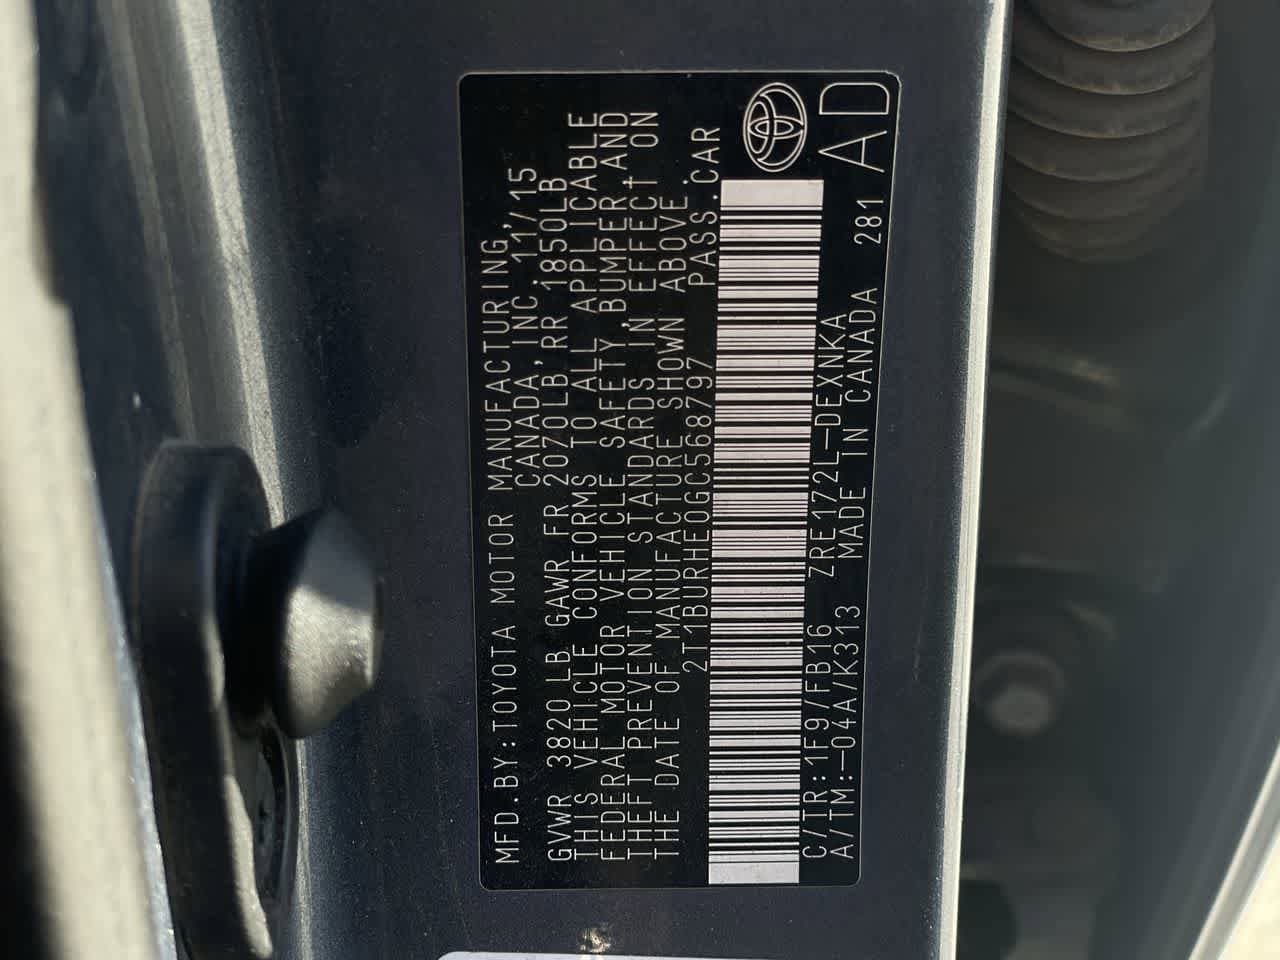 MFD.BY:TOYOTA MOTOR MANUFACTURING,
CANADA,INC. 11/15
GVWR 3820LB GAWR FR 2070LB,RR 1850LB
THIS VEHICLE CONFORMS TO ALL APPLICABLE
FEDERAL MOTOR VEHICLE SAFETY,BUMPER,AND
THEFT PREVENTION STANDARDS IN EFFECT ON
THE DATE OF MANUFACTURE SHOWN ABOVE.
2T1BURHE0GC568797 PASS.CAR
C/TR:1F9/FB16 ZRE172L-DEXNKA
A/TM:-04A/K313 MADE IN CANADA 281
AD